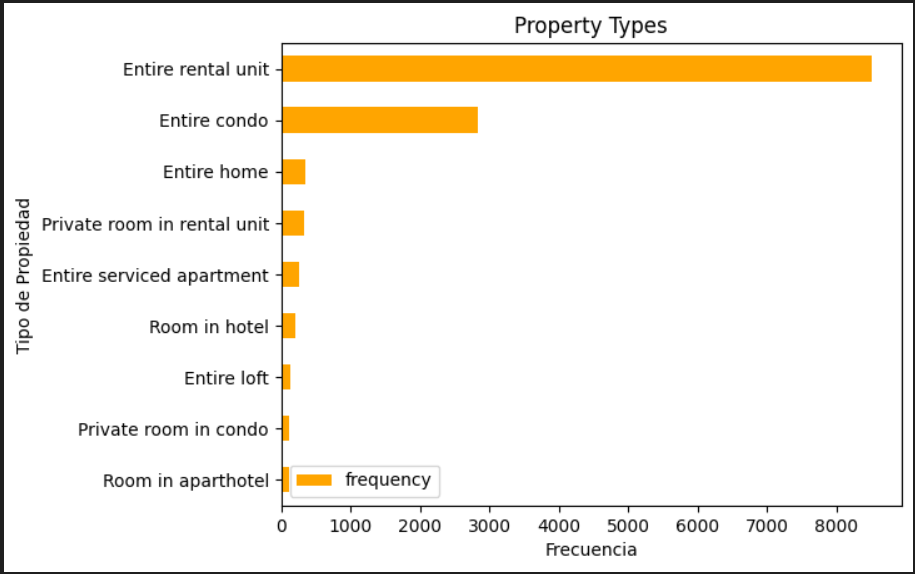 Property Types
Tipo de Propiedad
Entire rental unit
Entire condo
Entire home
Private room in rental unit
Entire serviced apartment
Room in hotel
Entire loft
Private room in condo
Room in aparthotel
frequency
0 1000 2000 3000 4000 5000 6000 7000 8000
Frecuencia